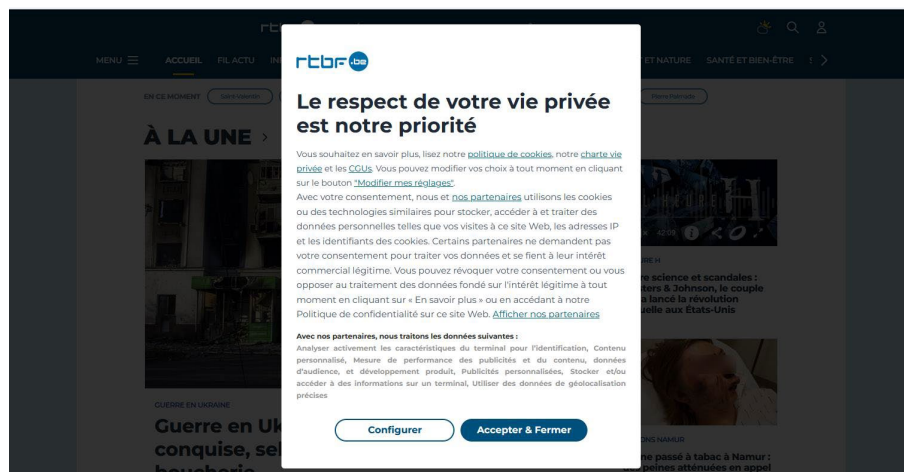 MENU
ACCUEIL FIL ACTU
ET NATURE SANTÉ ET BIEN-ÊTRE
EN CE MOMENT Saint-Valentin
À LA UNE >
rtbf.be
Le respect de votre vie privée
est notre priorité
Vous souhaitez en savoir plus, lisez notre politique de cookies, notre charte vie
privée et les CGUs. Vous pouvez modifier vos choix à tout moment en cliquant
sur le bouton "Modifier mes réglages".
Avec votre consentement, nous et nos partenaires utilisons les cookies
ou des technologies similaires pour stocker, accéder à et traiter des
données personnelles telles que vos visites à ce site Web, les adresses IP
et les identifiants des cookies. Certains partenaires ne demandent pas
votre consentement pour traiter vos données et se fient à leur intérêt
commercial légitime. Vous pouvez révoquer votre consentement ou vous
opposer au traitement des données fondé sur l'intérêt légitime à tout
moment en cliquant sur « En savoir plus » ou en accédant à notre
Politique de confidentialité sur ce site Web. Afficher nos partenaires
Avec nos partenaires, nous traitons les données suivantes :
Analyser activement les caractéristiques du terminal pour l'identification, Contenu
personnalisé, Mesure de performance des publicités et du contenu, données
d'audience, et développement produit, Publicités personnalisées, Stocker et/ou
accéder à des informations sur un terminal, Utiliser des données de géolocalisation
précises
Configurer
Accepter & Fermer
GUERRE EN UKRAINE
Guerre en Uk
conquise, sel
boucherie
42:09
re science et scandales :
ters & Johnson, le couple
a lancé la révolution
uelle aux États-Unis
ONS NAMUR
ne passé à tabac à Namur :
des peines atténuées en appel